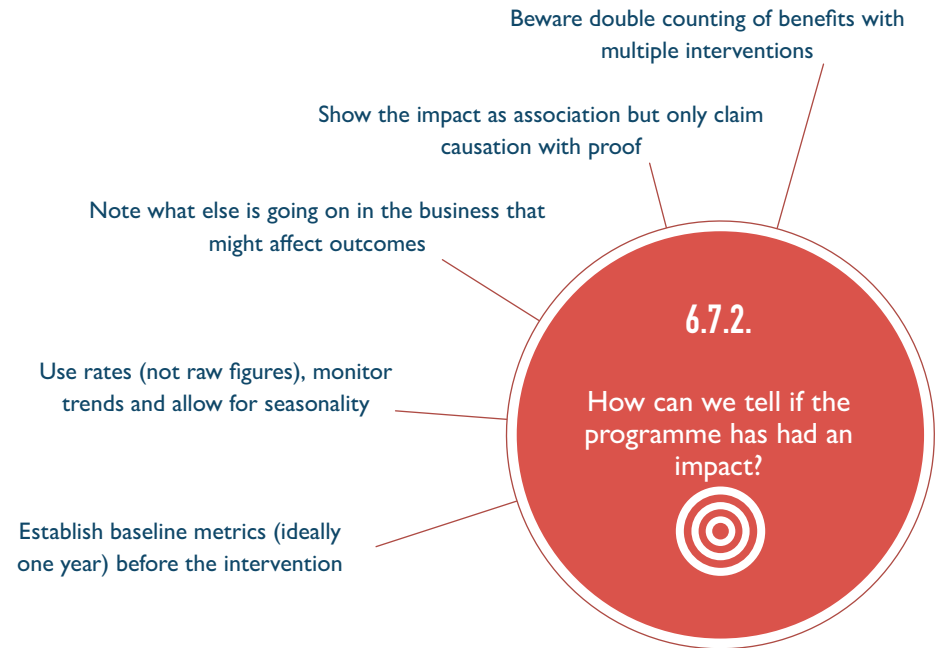 Beware double counting of benefits with
multiple interventions
Show the impact as association but only claim
causation with proof
Note what else is going on in the business that
might affect outcomes
Use rates (not raw figures), monitor
trends and allow for seasonality
Establish baseline metrics (ideally
one year) before the intervention
6.7.2.
How can we tell if the
programme has had an
impact?